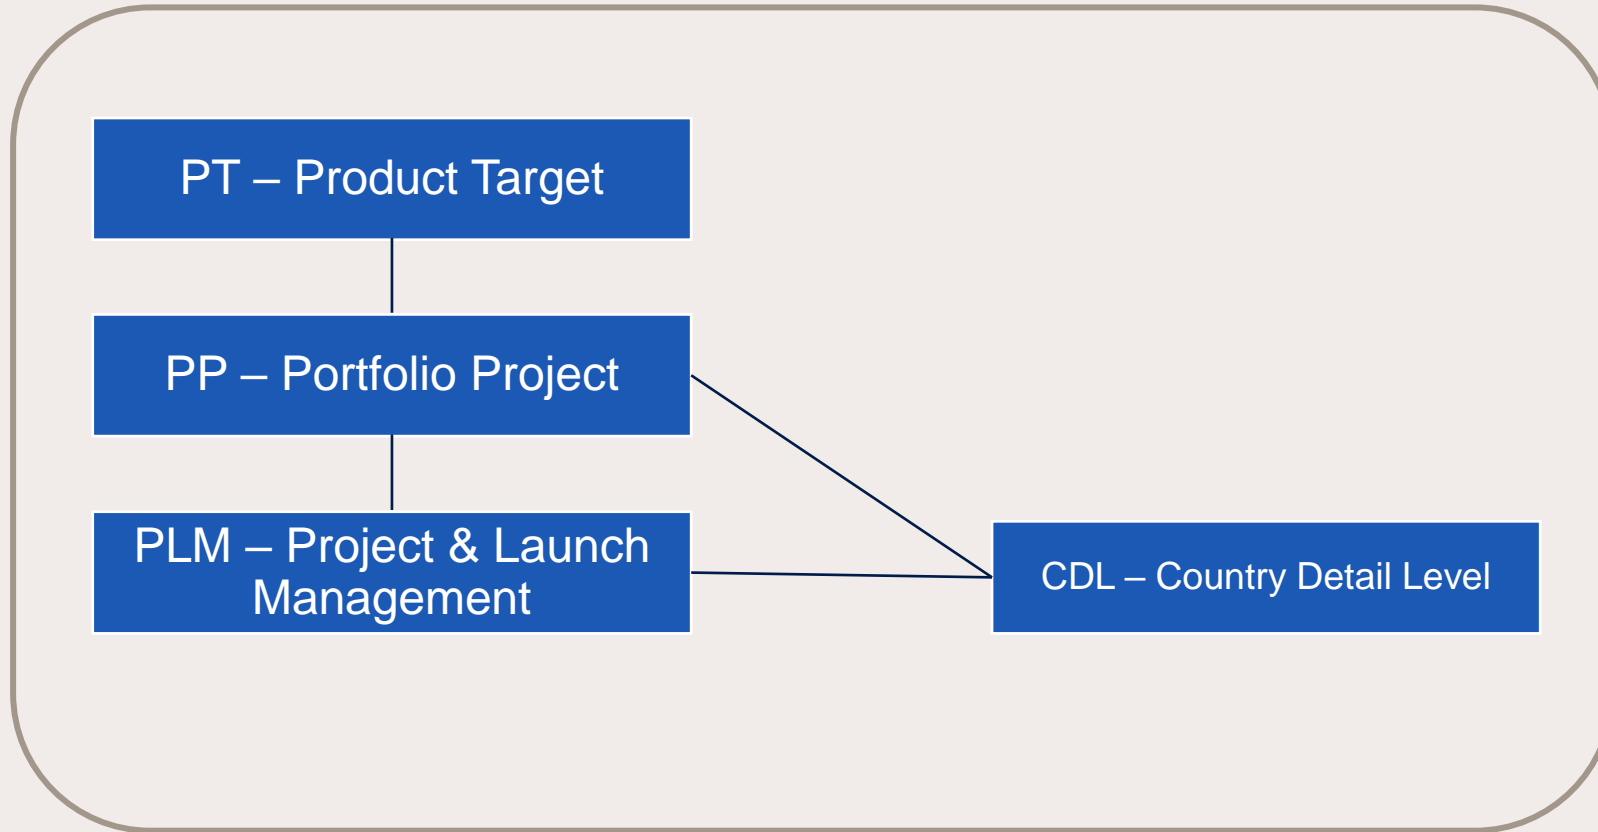 PT – Product Target
PP – Portfolio Project
PLM – Project & Launch
Management
CDL – Country Detail Level